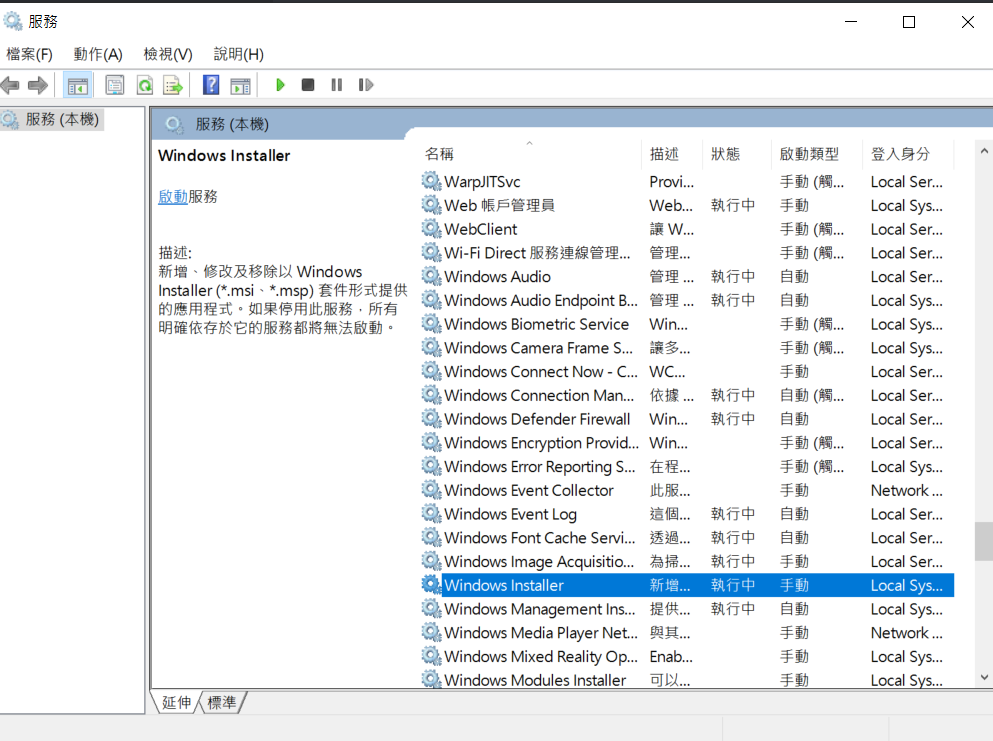 服務
檔案(F) 動作(A) 檢視(V) 說明(H)
服務 (本機)
服務 (本機)
Windows Installer
啟動服務
描述:
新增、修改及移除以 Windows
Installer (*.msi、*.msp) 套件形式提供
的應用程式。如果停用此服務，所有
明確依存於它的服務都將無法啟動。
名稱 描述 狀態 啟動類型 登入身分
WarpJITSvc Provi... 手動 (觸... Local Ser...
Web 帳戶管理員 Web... 執行中 手動 Local Sys...
WebClient 讓 W... 手動 (觸... Local Ser...
Wi-Fi Direct 服務連線管理... 管理... 手動 (觸... Local Ser...
Windows Audio 管理 ... 執行中 自動 Local Ser...
Windows Audio Endpoint B... 管理 ... 執行中 自動 Local Sys...
Windows Biometric Service Win... 手動 (觸... Local Sys...
Windows Camera Frame S... 讓多... 手動 (觸... Local Sys...
Windows Connect Now - C... WC... 手動 Local Ser...
Windows Connection Man... 依據 ... 執行中 自動 (觸... Local Ser...
Windows Defender Firewall Win... 執行中 自動 Local Ser...
Windows Encryption Provid... Win... 手動 (觸... Local Ser...
Windows Error Reporting S... 在程... 手動 (觸... Local Sys...
Windows Event Collector 此服... 手動 Network ...
Windows Event Log 這個... 執行中 自動 Local Ser...
Windows Font Cache Servi... 透過... 執行中 自動 Local Ser...
Windows Image Acquisitio... 為掃... 執行中 手動 Local Ser...
Windows Installer 新增... 執行中 手動 Local Sys...
Windows Management Ins... 提供... 執行中 自動 Local Sys...
Windows Media Player Net... 與其... 手動 Network ...
Windows Mixed Reality Op... Enab... 手動 Local Sys...
Windows Modules Installer 可以... 手動 Local Sys...
延伸 標準